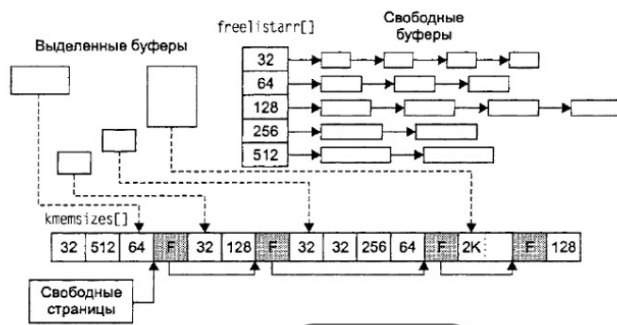 freelistarr[]
Свободные
буферы
Выделенные буферы
32
64
128
256
512
kmemsizes[]
32 512 64 F 32 128 F 32 32 256 64 F 2K F 128
Свободные
страницы